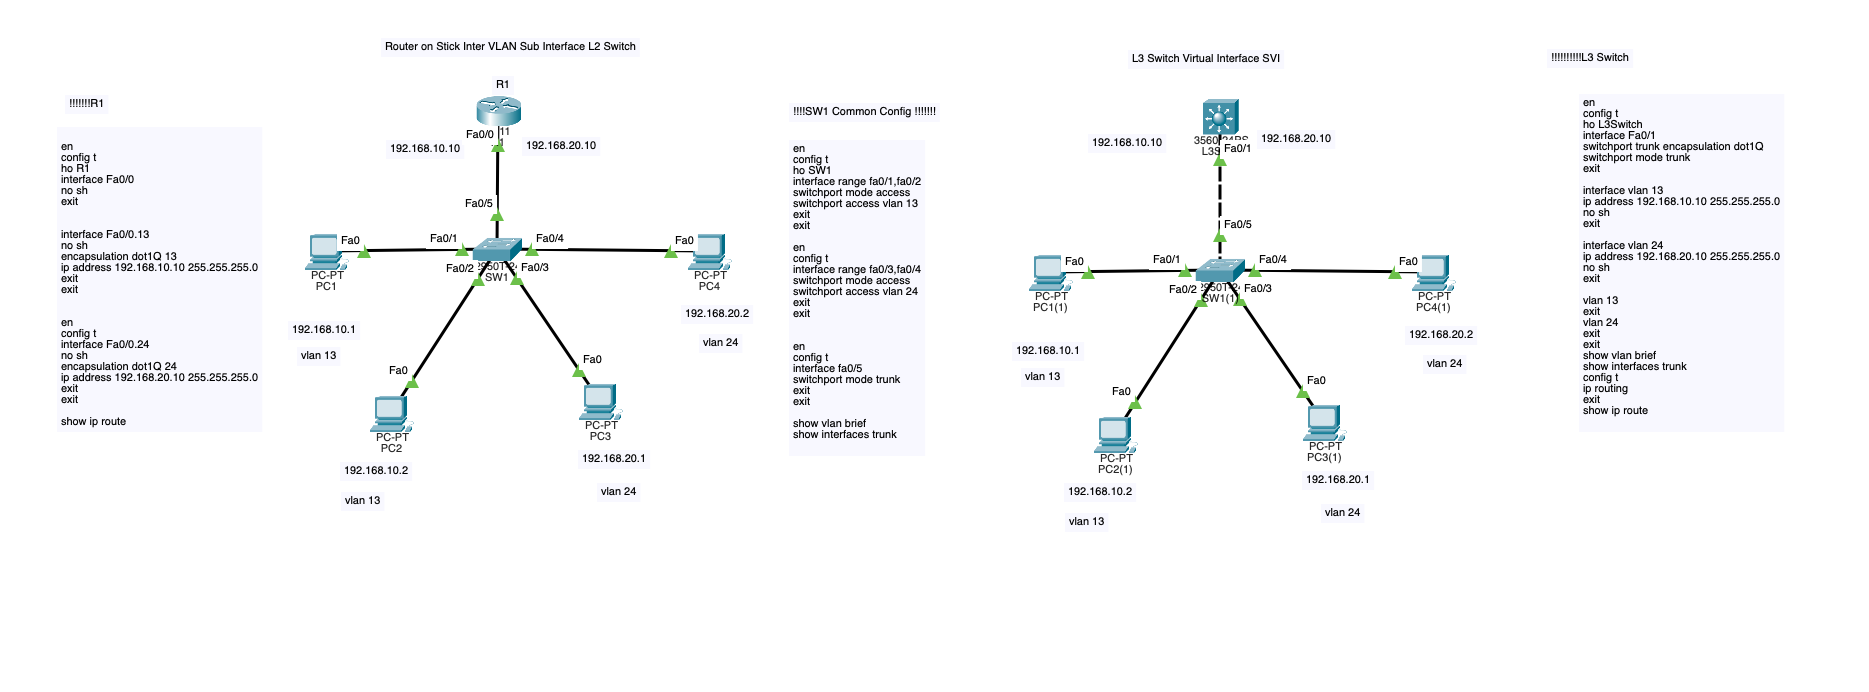 Router on Stick Inter VLAN Sub Interface L2 Switch
!!!!!!!R1
en
config t
ho R1
interface Fa0/0
no sh
exit
interface Fa0/0.13
no sh
encapsulation dot1Q 13
ip address 192.168.10.10 255.255.255.0
exit
exit
en
config t
interface Fa0/0.24
no sh
encapsulation dot1Q 24
ip address 192.168.20.10 255.255.255.0
exit
exit
show ip route
R1
Fa0/0
192.168.10.10
192.168.20.10
Fa0/5
Fa0
Fa0/1
Fa0/4
Fa0
PC-PT
PC1
Fa0/2
Fa0/3
SW1
PC-PT
PC4
192.168.10.1
vlan 13
192.168.20.2
vlan 24
Fa0
Fa0
PC-PT
PC2
PC-PT
PC3
192.168.10.2
vlan 13
192.168.20.1
vlan 24
!!!!SW1 Common Config !!!!!!!
en
config t
ho SW1
interface range fa0/1,fa0/2
switchport mode access
switchport access vlan 13
exit
exit
en
config t
interface range fa0/3,fa0/4
switchport mode access
switchport access vlan 24
exit
exit
en
config t
interface fa0/5
switchport mode trunk
exit
exit
show vlan brief
show interfaces trunk
L3 Switch Virtual Interface SVI
192.168.10.10
192.168.20.10
Fa0/1
Fa0/5
Fa0
Fa0/1
Fa0/4
Fa0
PC-PT
PC1(1)
Fa0/2
Fa0/3
SW1(1)
PC-PT
PC4(1)
192.168.10.1
vlan 13
192.168.20.2
vlan 24
Fa0
Fa0
PC-PT
PC2(1)
PC-PT
PC3(1)
192.168.10.2
vlan 13
192.168.20.1
vlan 24
!!!!!!!!!!L3 Switch
en
config t
ho L3Switch
interface Fa0/1
switchport trunk encapsulation dot1Q
switchport mode trunk
exit
interface vlan 13
ip address 192.168.10.10 255.255.255.0
no sh
exit
interface vlan 24
ip address 192.168.20.10 255.255.255.0
no sh
exit
vlan 13
exit
vlan 24
exit
exit
show vlan brief
show interfaces trunk
config t
ip routing
exit
show ip route